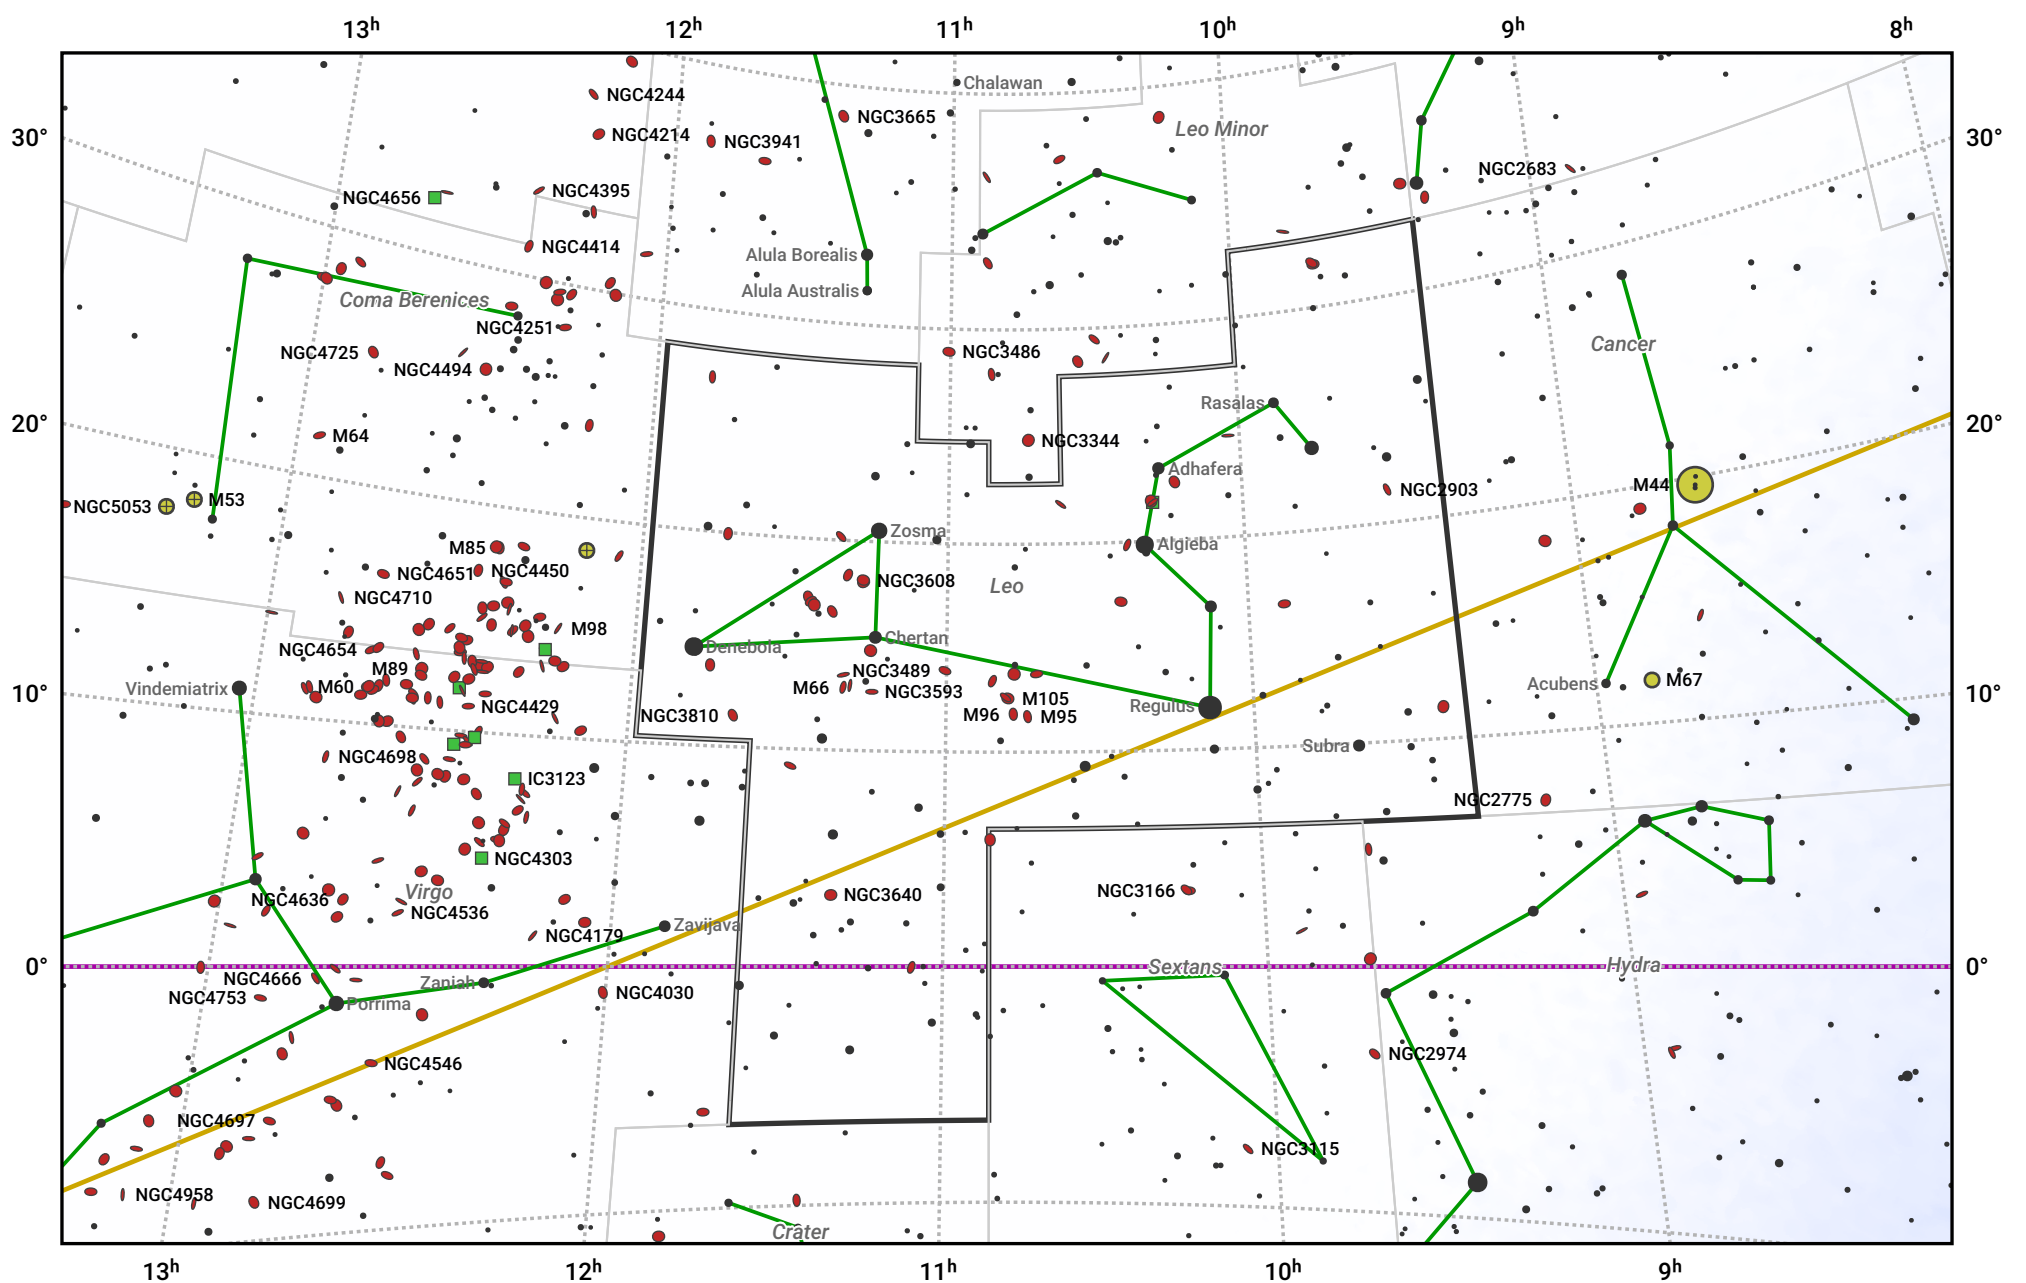 13h 12h 11h 10h 9h 8h
Chalawan
NGC4244
NGC3665
Leo Minor
30° NGC4214 NGC3941 30°
NGC2683
NGC4656 NGC4395
NGC4414 Alula Borealis
Alula Australis
Coma Berenices
NGC4251
Cancer
NGC4725 NGC3486
NGC4494
Rasalas
20° 20°
M64 NGC3344
Adhafera
M44
NGC2903
NGC5053 M53
Zosma
M85 Algieba
NGC4651 NGC4450
NGC3608 Leo
NGC4710
M98
Chertan
NGC4654 Denebola
M89 NGC3489
M67
10° Vindemiatrix M60 M66 NGC3593 Acubens 10°
M105
NGC4429 Regulus
NGC3810 M96 M95
Subra
NGC4698
IC3123
NGC2775
NGC4303
Virgo NGC3166
NGC4636 NGC3640
NGC4536
Zavijava
NGC4179
0° Sextans Hydra 0°
NGC4666 Zaniah
NGC4753 NGC4030
Porrima
NGC4546 NGC2974
NGC4697
NGC3115
NGC4958
NGC4699
Crater
13h 12h 11h 10h 9h